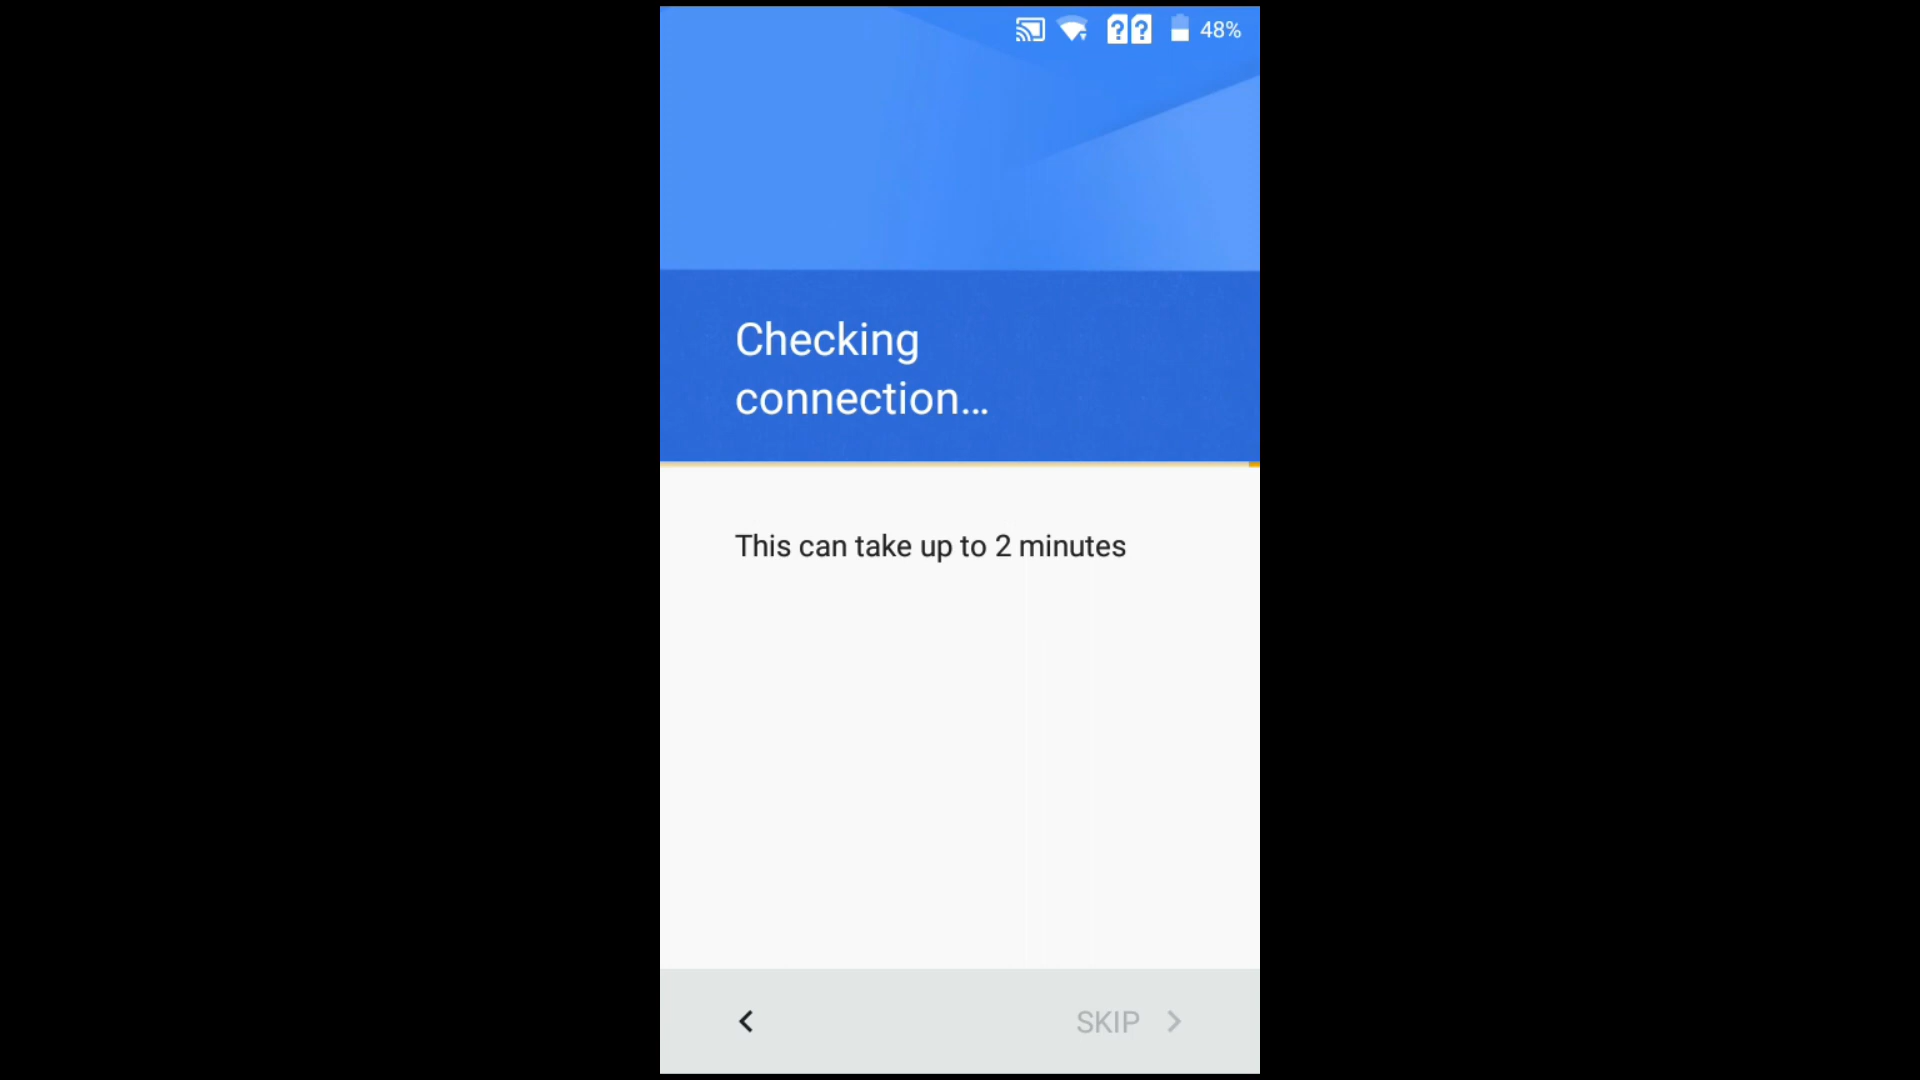 48%
Checking
connection...
This can take up to 2 minutes
SKIP